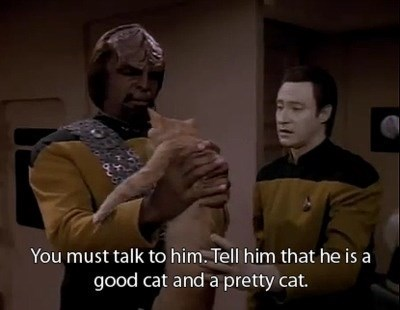 You must talk to him. Tell him that he is a
good cat and a pretty cat.